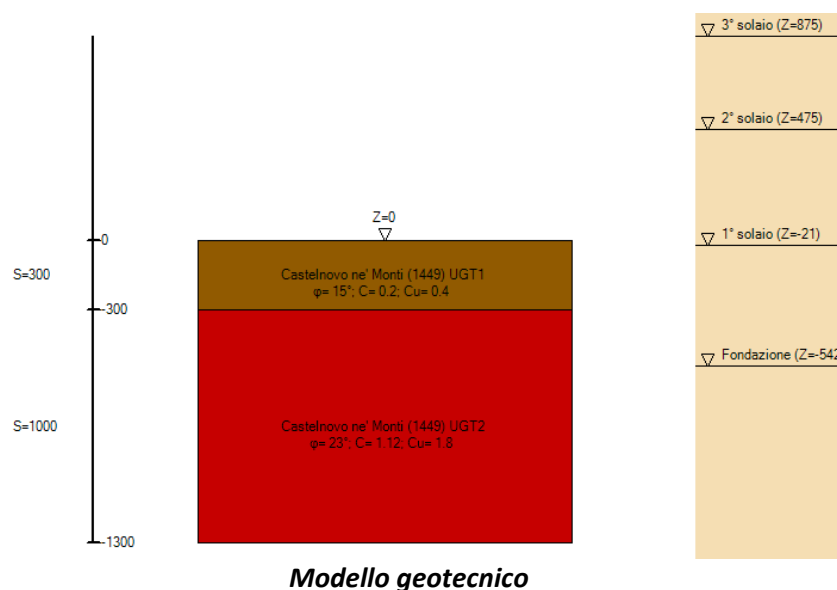 3° solaio (Z=875)
2° solaio (Z=475)
Z=0
1° solaio (Z=-21)
0
S=300
Castelnovo ne' Monti (1449) UGT1
φ= 15°; C= 0.2; Cu= 0.4
-300
Fondazione (Z=-542
S=1000
Castelnovo ne' Monti (1449) UGT2
φ= 23°; C= 1.12; Cu= 1.8
-1300
Modello geotecnico